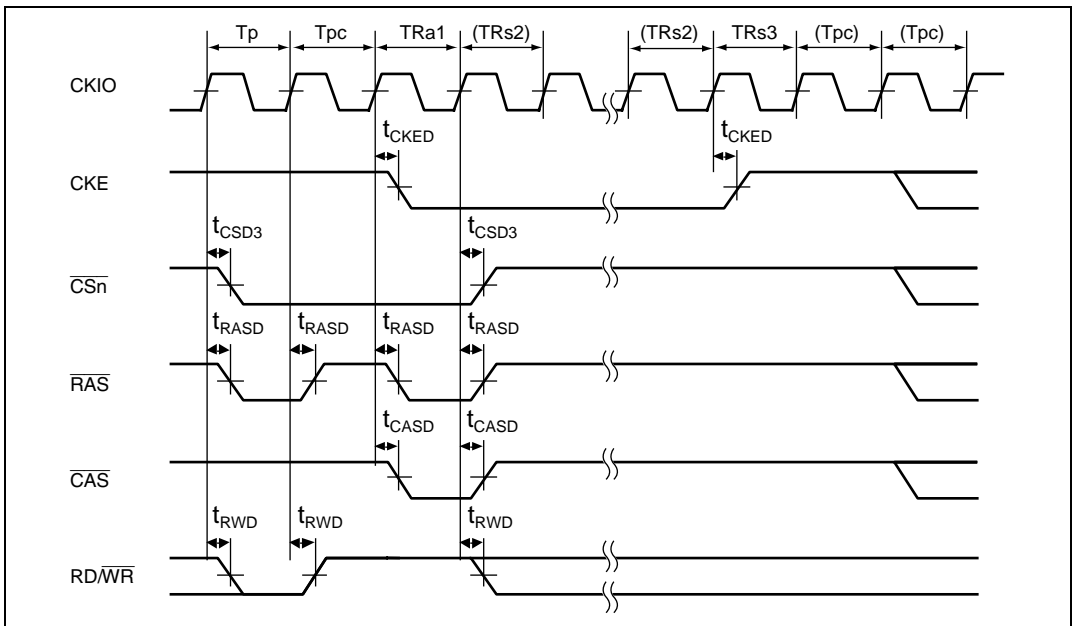 Tp Tpc TRa1 (TRs2) (TRs2) TRs3 (Tpc) (Tpc)
CKIO
tCKED tCKED
CKE
tCSD3 tCSD3
CSn
tRASD tRASD tRASD tRASD
RAS
tCASD tCASD
CAS
tRWD tRWD tRWD
RD/WR